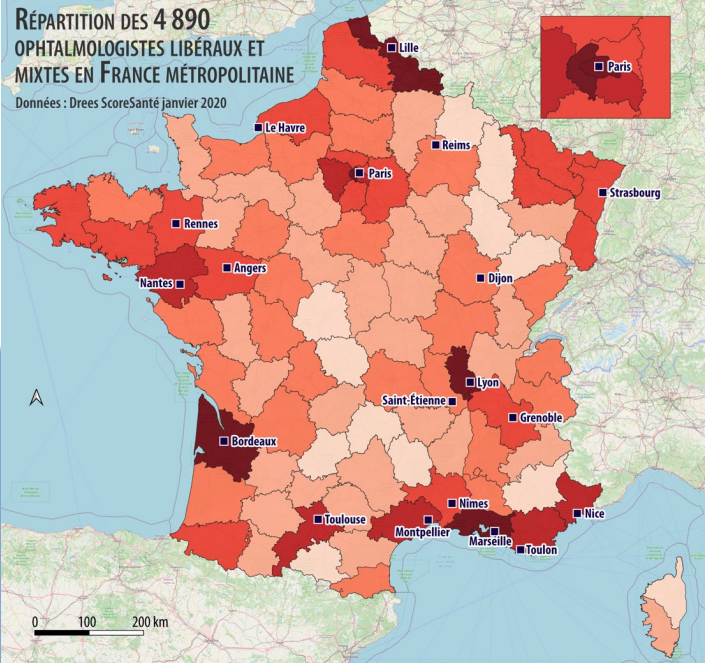 RÉPARTITION DES 4 890
OPHTALMOLOGISTES LIBÉRAUX ET
MIXTES EN FRANCE MÉTROPOLITAINE
Données : Drees ScoreSanté janvier 2020
Paris
Lille
Le Havre
Reims
Paris
Strasbourg
Rennes
Angers
Nantes
Dijon
Lyon
Saint-Étienne
Grenoble
Bordeaux
Nîmes
Nice
Toulouse
Montpellier
Marseille
Toulon
0 100 200 km